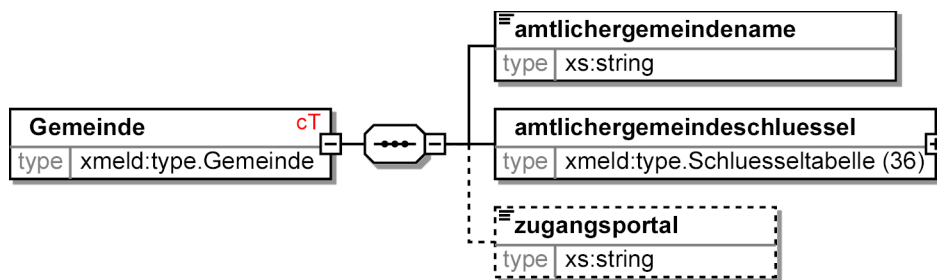 amtlichergemeindename
type xs:string
Gemeinde cT
type xmeld:type.Gemeinde
amtlichergemeindeschluessel
type xmeld:type.Schluesseltabelle (36)
zugangsportal
type xs:string